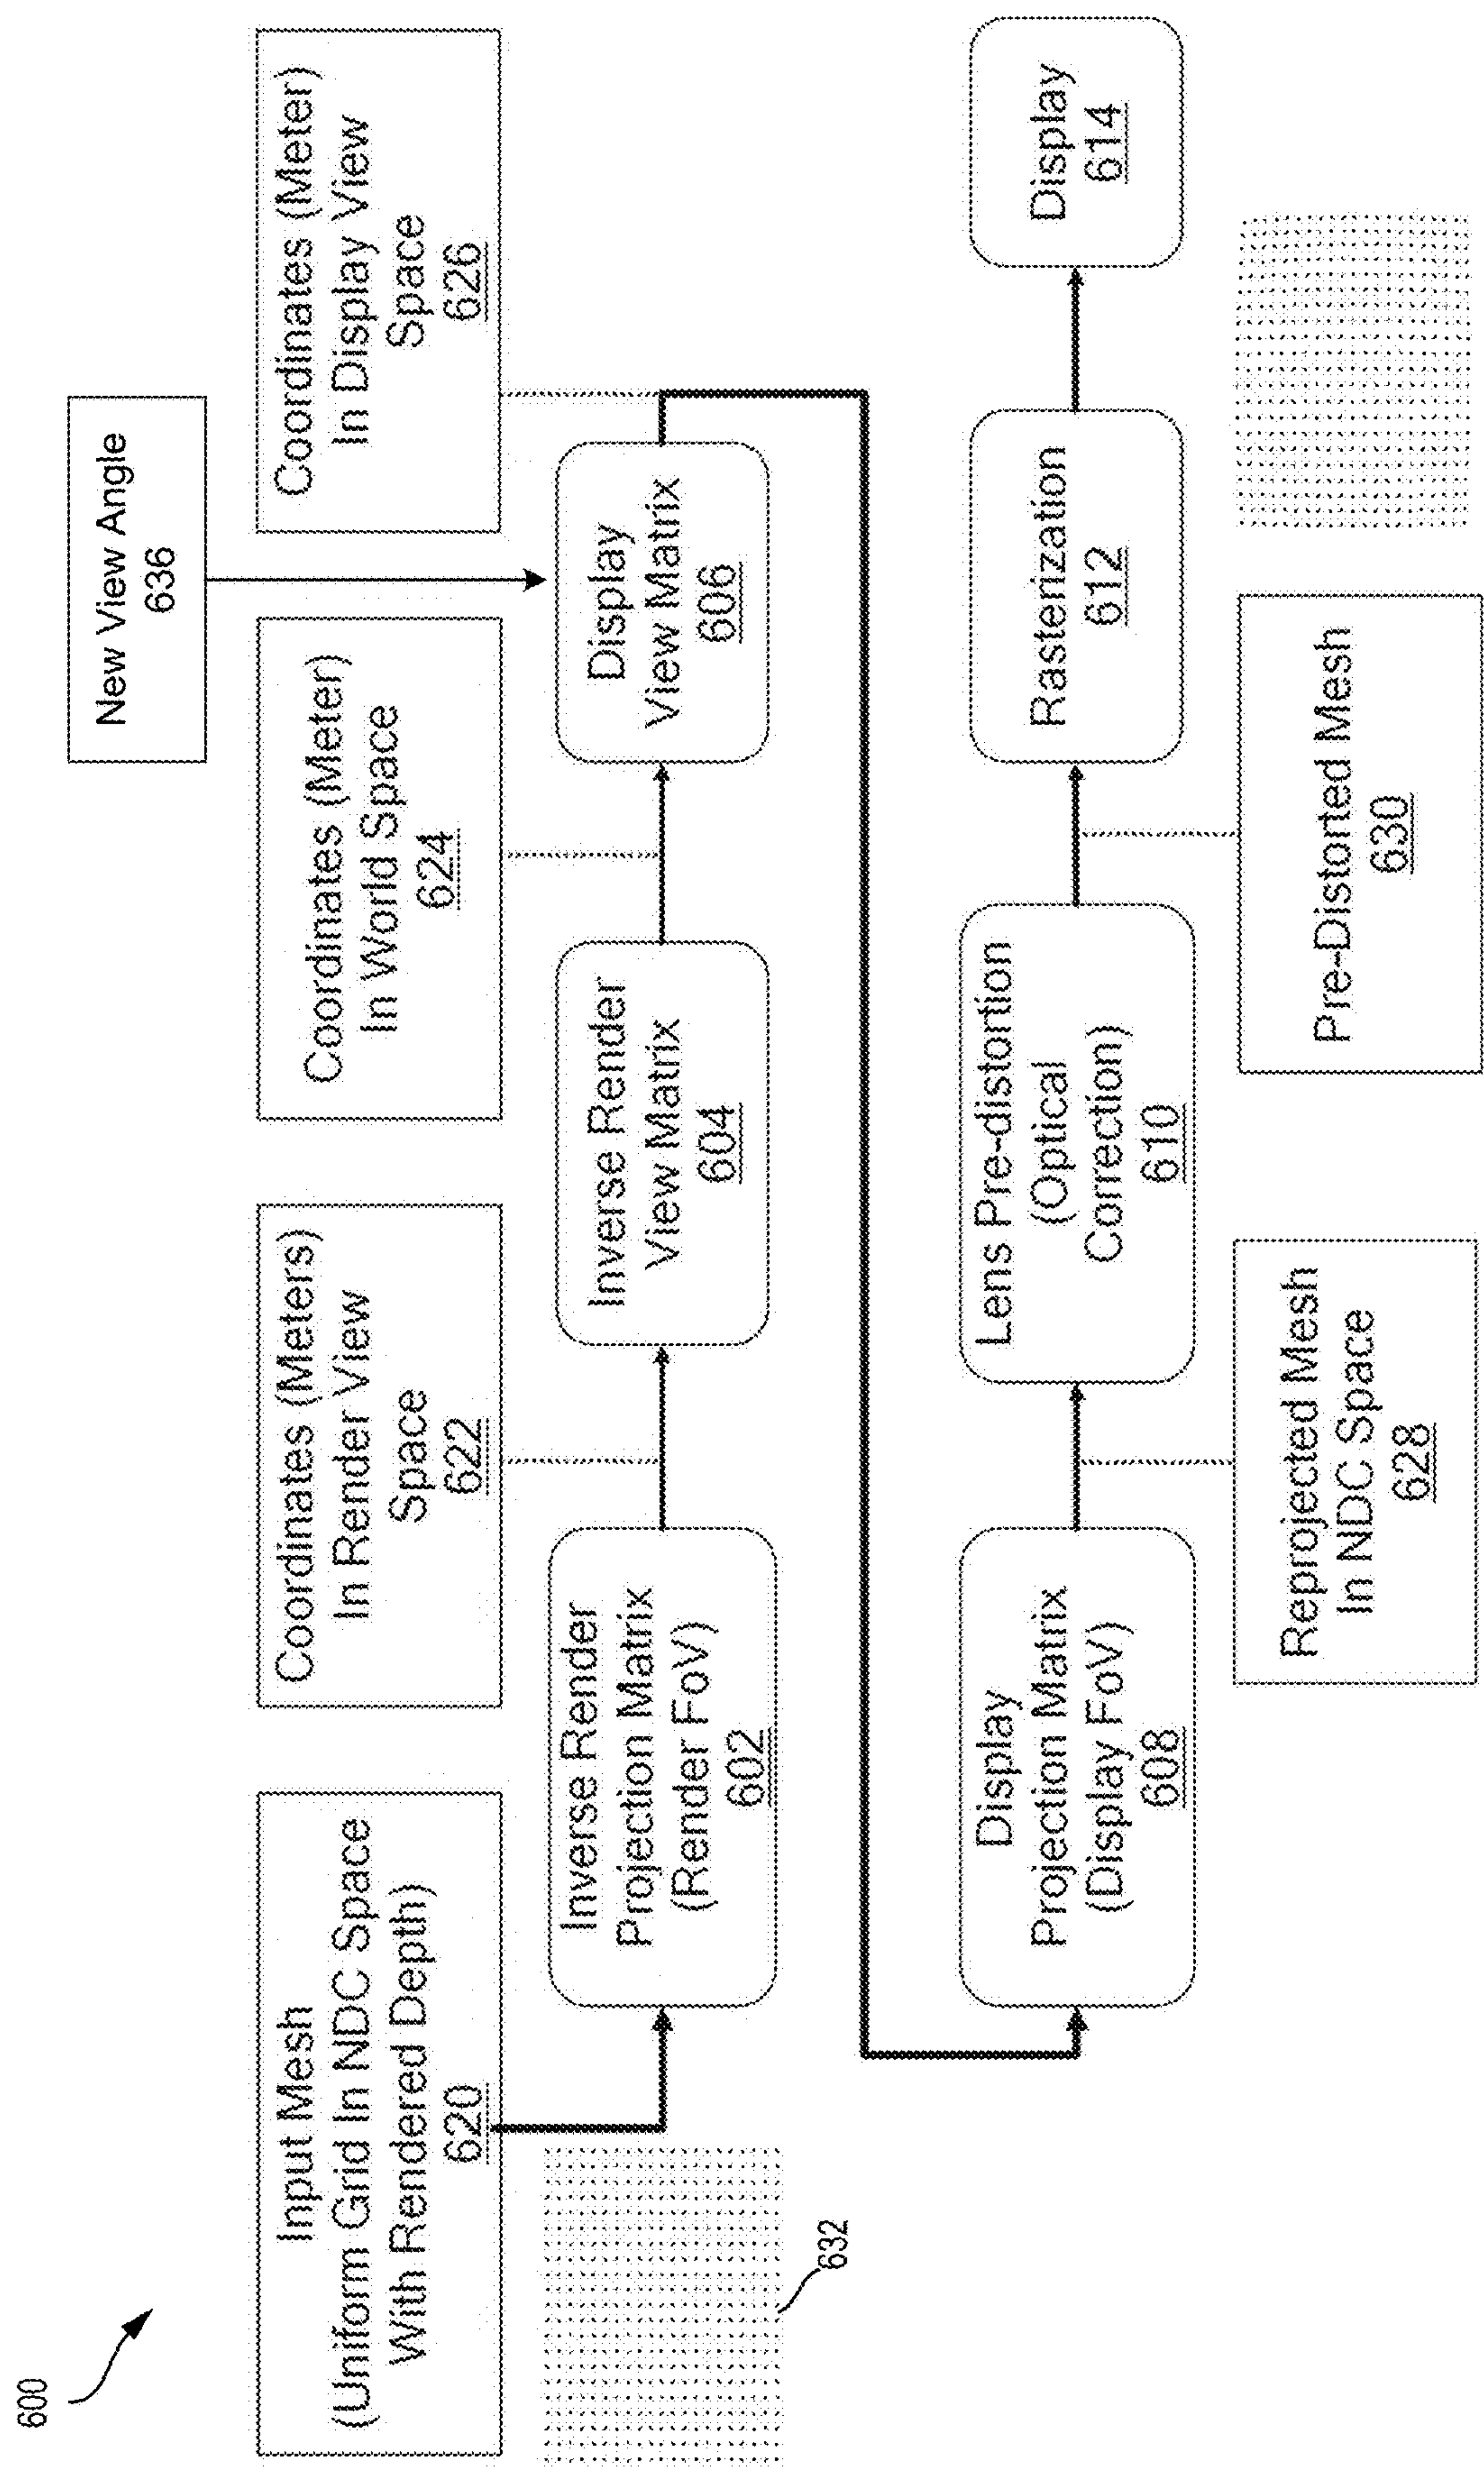 600
New View Angle
636
Input Mesh
(Uniform Grid In NDC Space
With Rendered Depth)
620
Coordinates (Meters)
In Render View
Space
622
Coordinates (Meter)
In World Space
624
Coordinates (Meter)
In Display View
Space
626
632
Inverse Render
Projection Matrix
(Render FoV)
602
Inverse Render
View Matrix
604
Display
View Matrix
606
Display
Projection Matrix
(Display FoV)
608
Lens Pre-distortion
(Optical
Correction)
610
Rasterization
612
Display
614
Reprojected Mesh
In NDC Space
628
Pre-Distorted Mesh
630